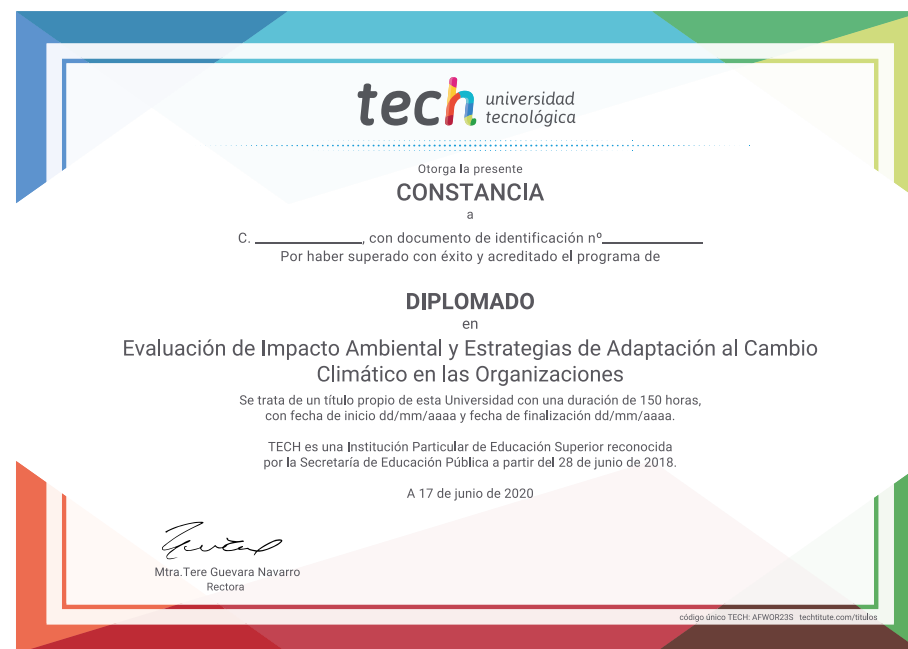 tech universidad
tecnológica
Otorga la presente
CONSTANCIA
a
C. ______________, con documento de identificación nº______________
Por haber superado con éxito y acreditado el programa de
DIPLOMADO
en
Evaluación de Impacto Ambiental y Estrategias de Adaptación al Cambio
Climático en las Organizaciones
Se trata de un título propio de esta Universidad con una duración de 150 horas,
con fecha de inicio dd/mm/aaaa y fecha de finalización dd/mm/aaaa.
TECH es una Institución Particular de Educación Superior reconocida
por la Secretaría de Educación Pública a partir del 28 de junio de 2018.
A 17 de junio de 2020
Mtra.Tere Guevara Navarro
Rectora
código único TECH: AFWOR23S techtitute.com/titulos